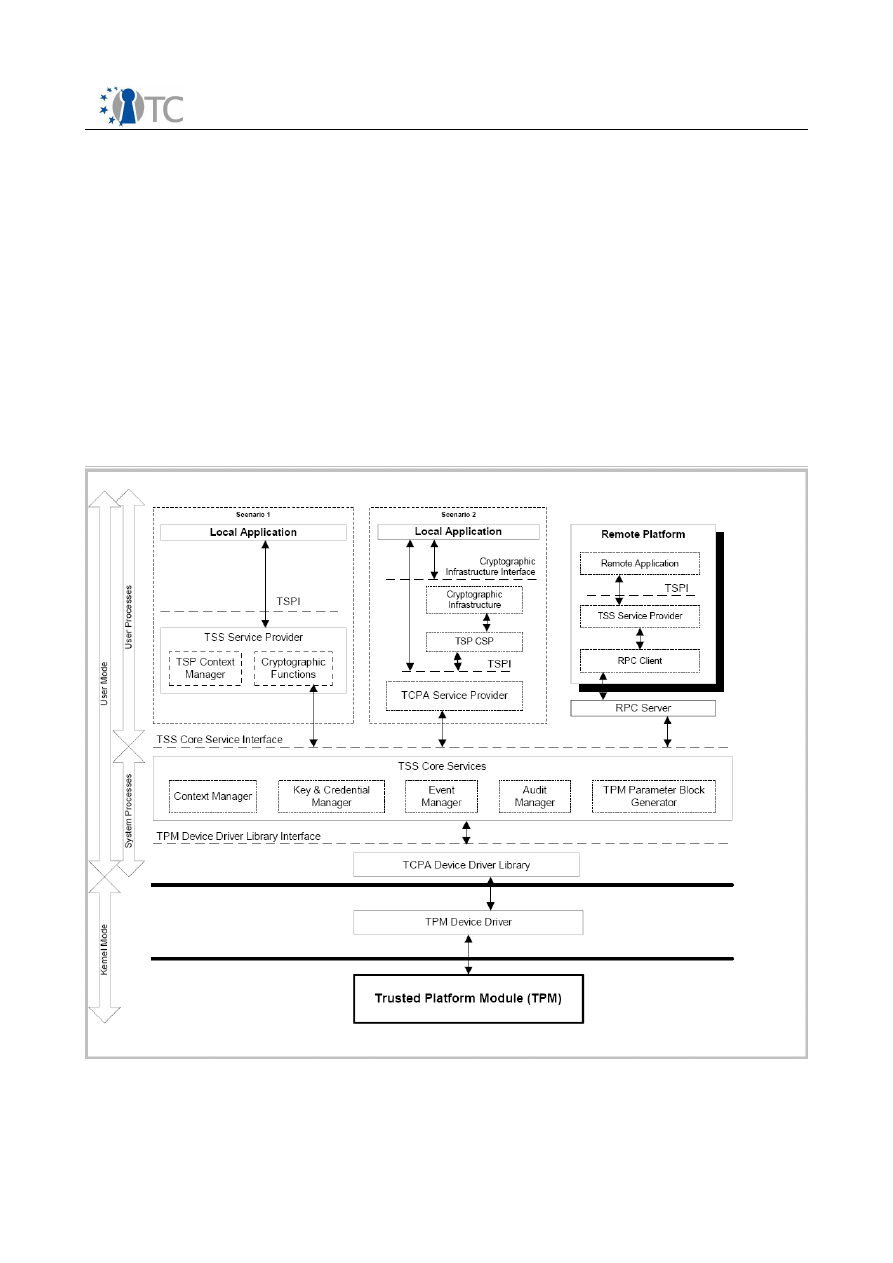 TC
Scenario 1
Local Application
TSPI
TSS Service Provider
TSP Context
Manager
Cryptographic
Functions
Scenario 2
Local Application
Cryptographic
Infrastructure Interface
Cryptographic
Infrastructure
TSP CSP
TSPI
TCPA Service Provider
Remote Platform
Remote Application
TSPI
TSS Service Provider
RPC Client
RPC Server
TSS Core Service Interface
TSS Core Services
Context Manager
Key & Credential
Manager
Event
Manager
Audit
Manager
TPM Parameter Block
Generator
TPM Device Driver Library Interface
TCPA Device Driver Library
TPM Device Driver
Trusted Platform Module (TPM)
User Mode
User Processes
System Processes
Kernel Mode